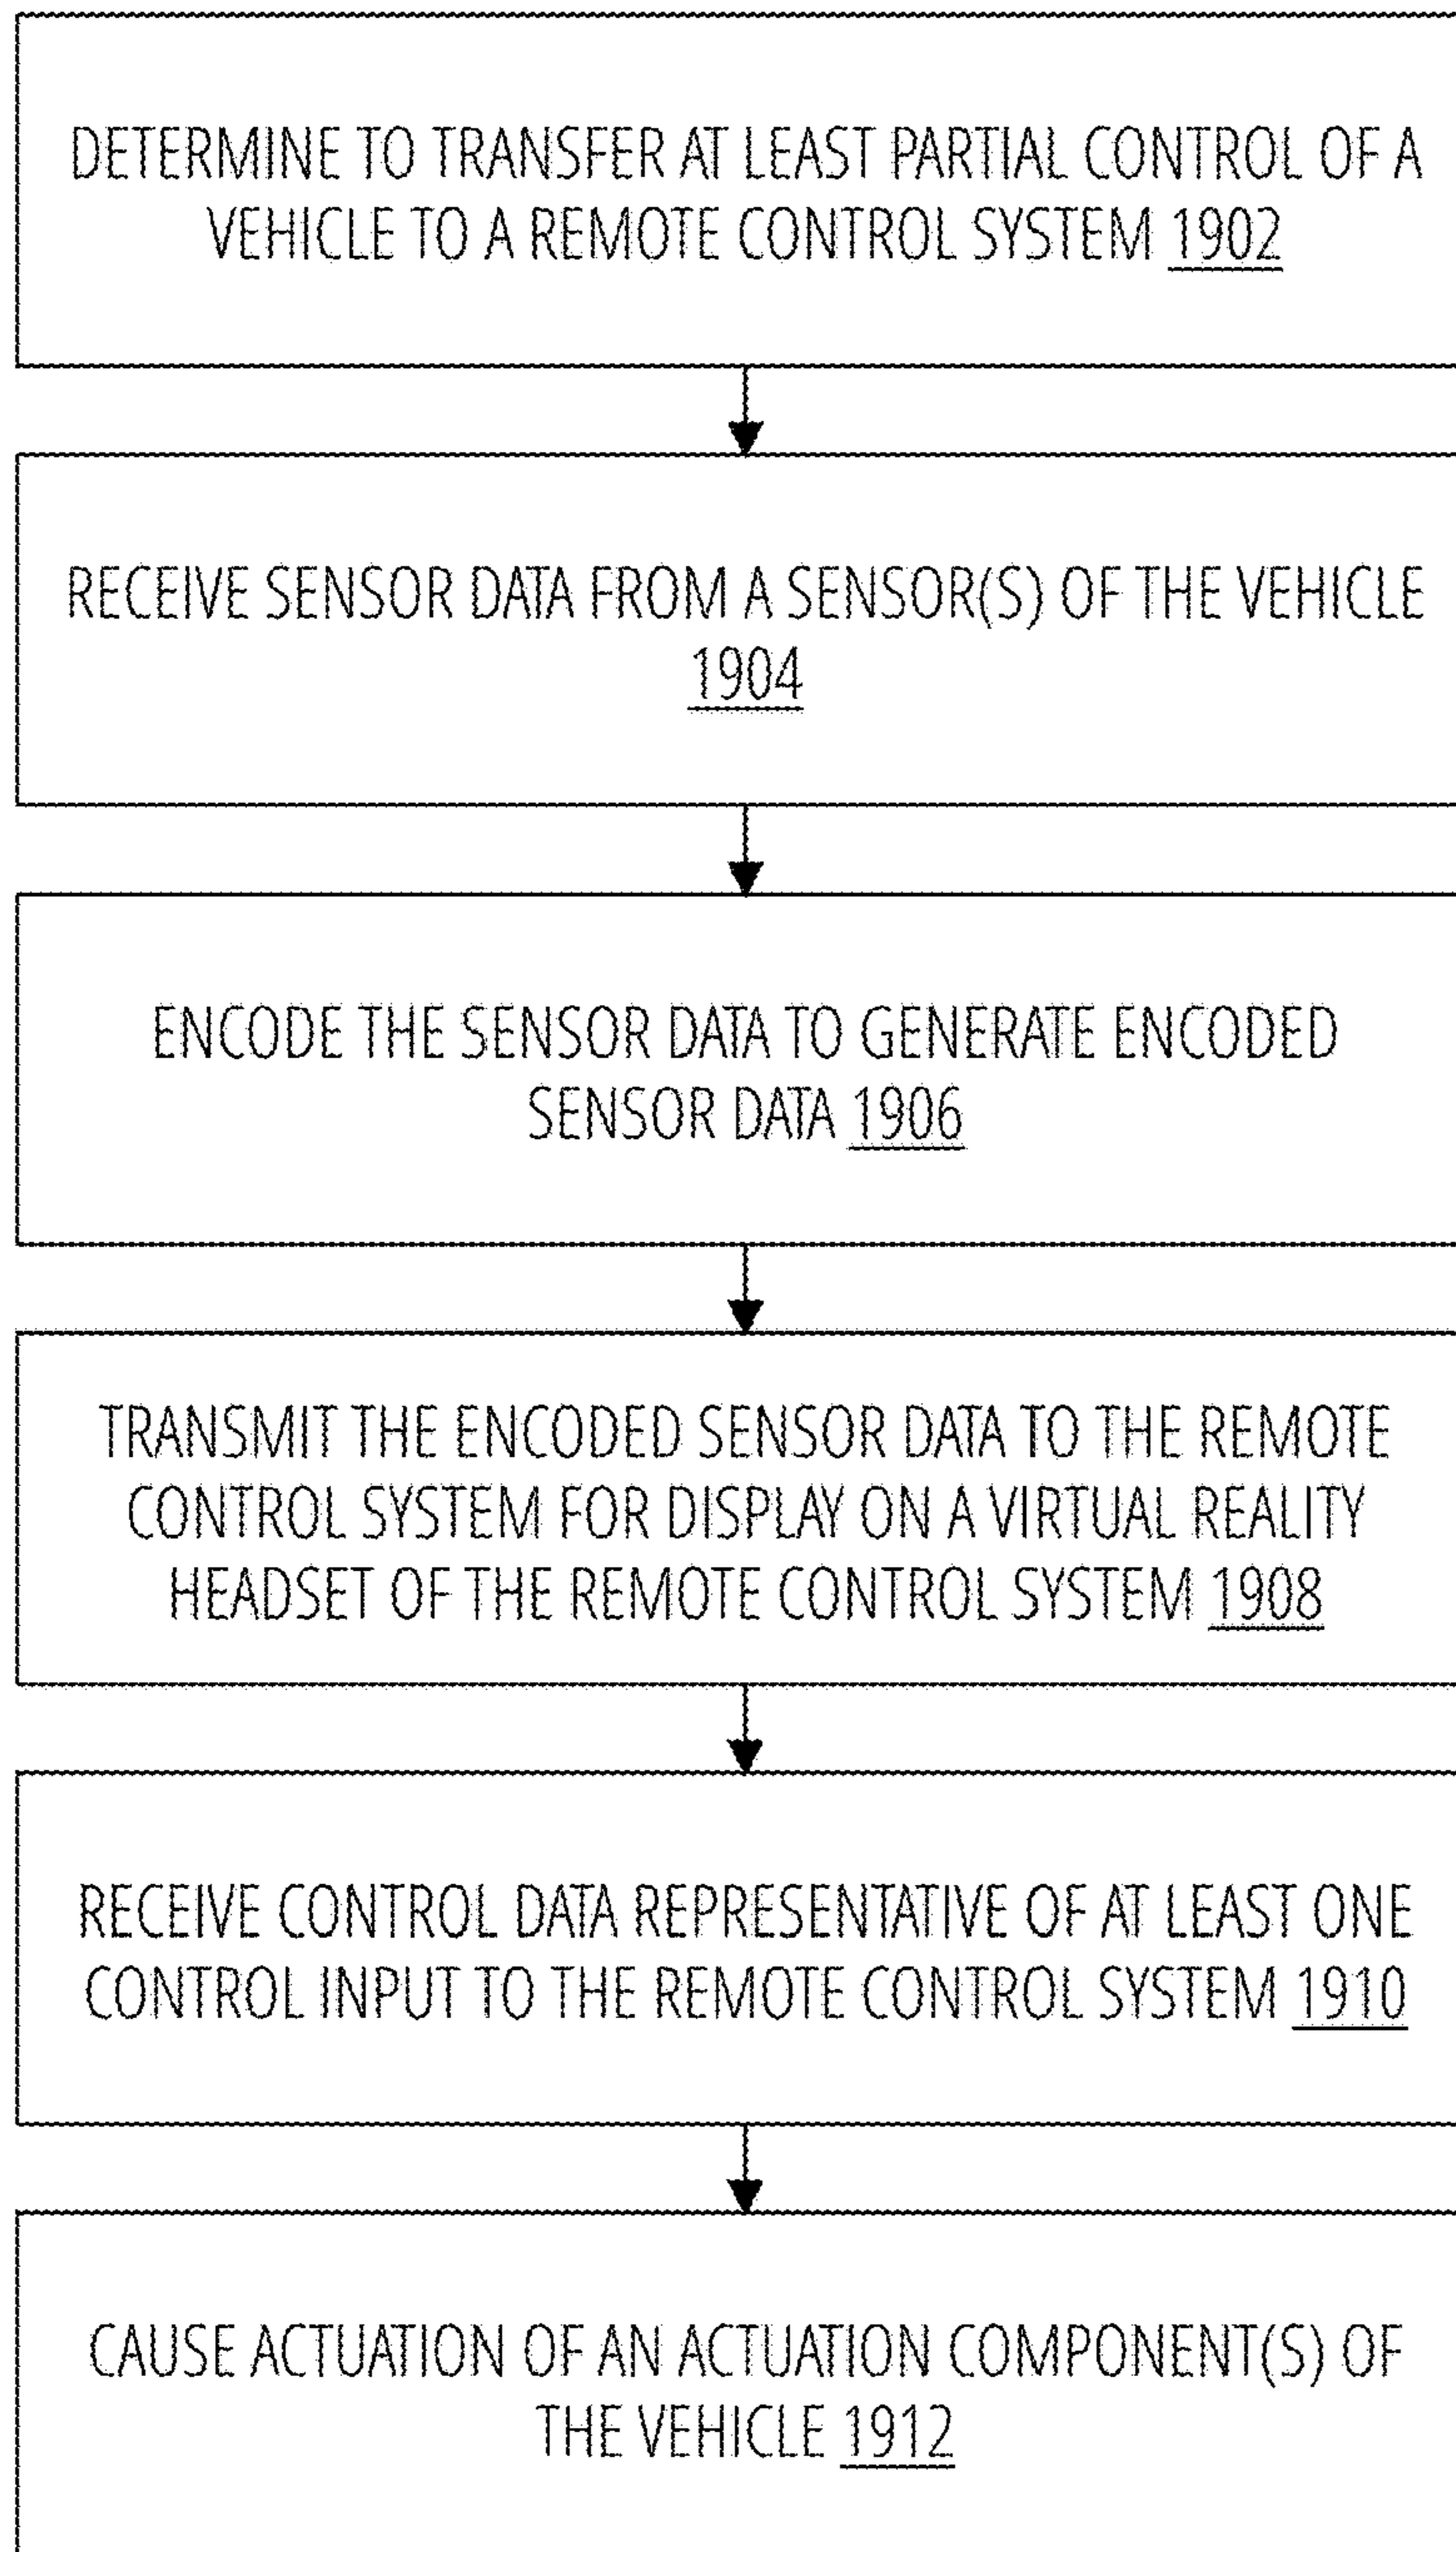 DETERMINE TO TRANSFER AT LEAST PARTIAL CONTROL OF A
VEHICLE TO A REMOTE CONTROL SYSTEM 1902
RECEIVE SENSOR DATA FROM A SENSOR(S) OF THE VEHICLE
1904
ENCODE THE SENSOR DATA TO GENERATE ENCODED
SENSOR DATA 1906
TRANSMIT THE ENCODED SENSOR DATA TO THE REMOTE
CONTROL SYSTEM FOR DISPLAY ON A VIRTUAL REALITY
HEADSET OF THE REMOTE CONTROL SYSTEM 1908
RECEIVE CONTROL DATA REPRESENTATIVE OF AT LEAST ONE
CONTROL INPUT TO THE REMOTE CONTROL SYSTEM 1910
CAUSE ACTUATION OF AN ACTUATION COMPONENT(S) OF
THE VEHICLE 1912